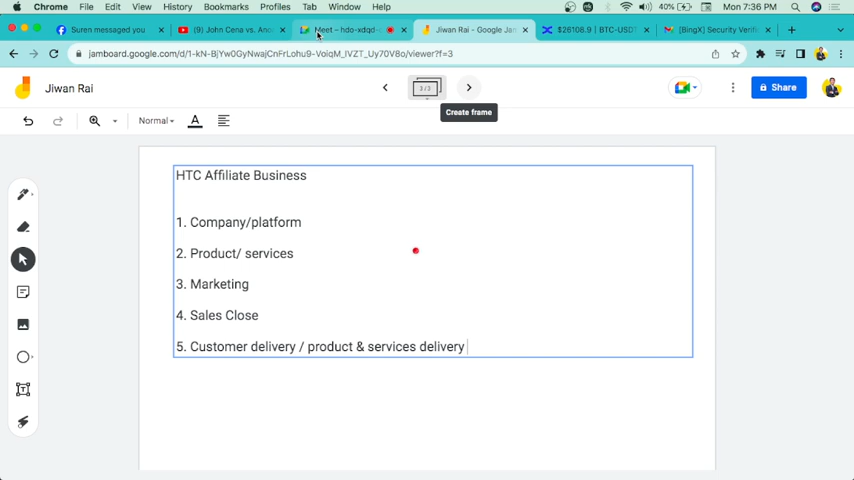 Chrome File Edit View History Bookmarks Profiles Tab Window Help 40% Mon 7:36 PM
Suren messaged you (9) John Cena vs. Ano Meet – hdo-xdqd- Jiwan Rai - Google Jam $26108.9 | BTC-USDT [BingX] Security Verifi
jamboard.google.com/d/1-kN-BjYw0GyNwajCnFrLohu9-VoiqM_IVZT_Uy70V8o/viewer?f=3
Jiwan Rai 3/3 Share
Create frame
Normal A
HTC Affiliate Business
1. Company/platform
2. Product/ services
3. Marketing
4. Sales Close
5. Customer delivery / product & services delivery